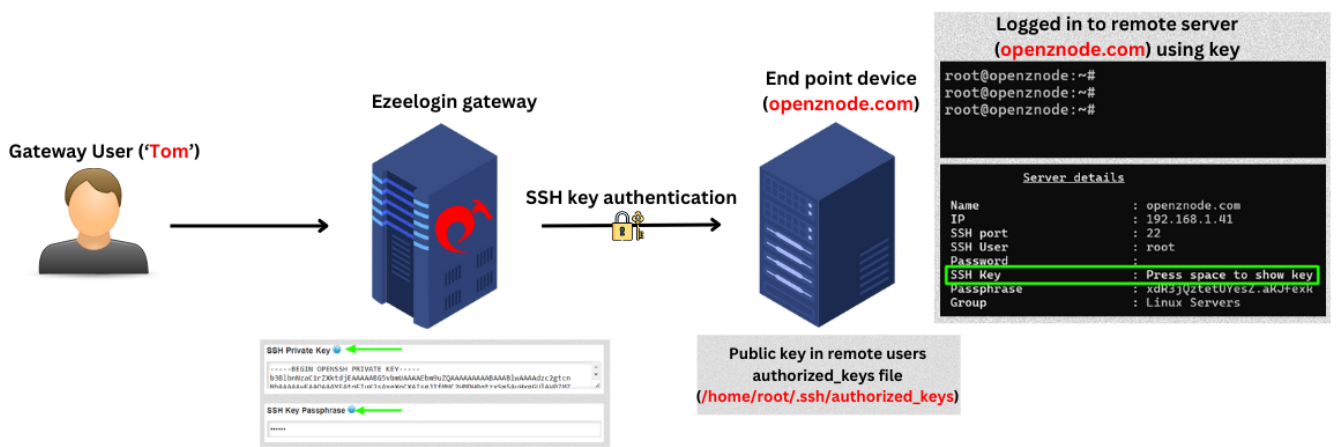 Logged in to remote server
(openznode.com) using key
root@openznode:~#
root@openznode:~#
root@openznode:~#
End point device
(openznode.com)
Ezeelogin gateway
Gateway User (‘Tom’)
SSH key authentication
Server details
Name : openznode.com
IP : 192.168.1.41
SSH port : 22
SSH User : root
Password :
SSH Key : Press space to show key
Passphrase : xdR3jQztetUYesZ.aKJ+exk
Group : Linux Servers
SSH Private Key
-----BEGIN OPENSSH PRIVATE KEY-----
SSH Key Passphrase
······
Public key in remote users
authorized_keys file
(/home/root/.ssh/authorized_keys)